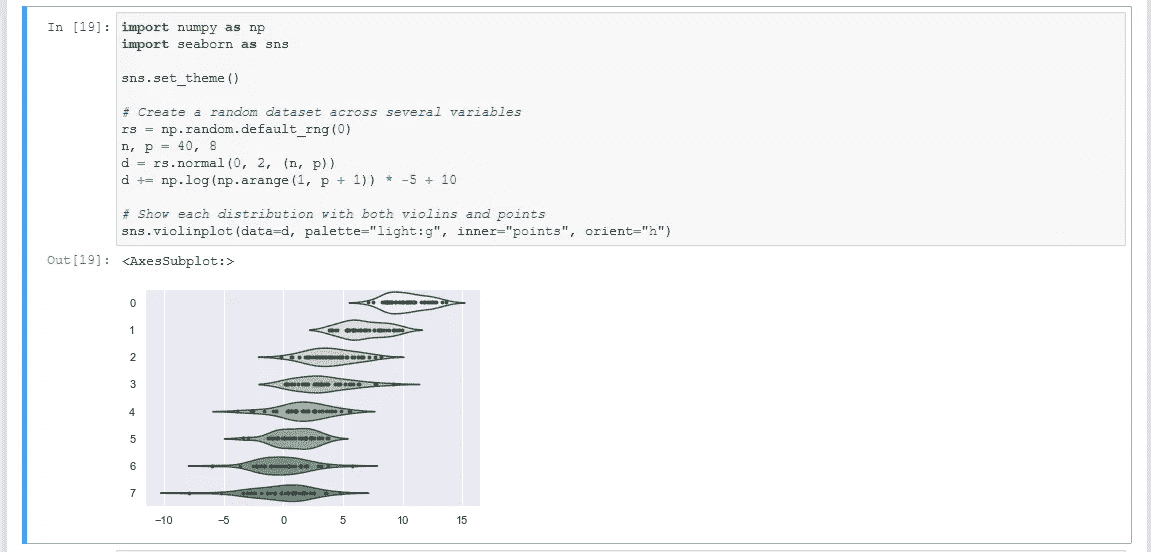 In [19]: import numpy as np
import seaborn as sns
sns.set_theme()
# Create a random dataset across several variables
rs = np.random.default_rng(0)
n, p = 40, 8
d = rs.normal(0, 2, (n, p))
d += np.log(np.arange(1, p + 1)) * -5 + 10
# Show each distribution with both violins and points
sns.violinplot(data=d, palette="light:g", inner="points", orient="h")
Out[19]: <AxesSubplot:>
0
1
2
3
4
5
6
7
−10 −5 0 5 10 15